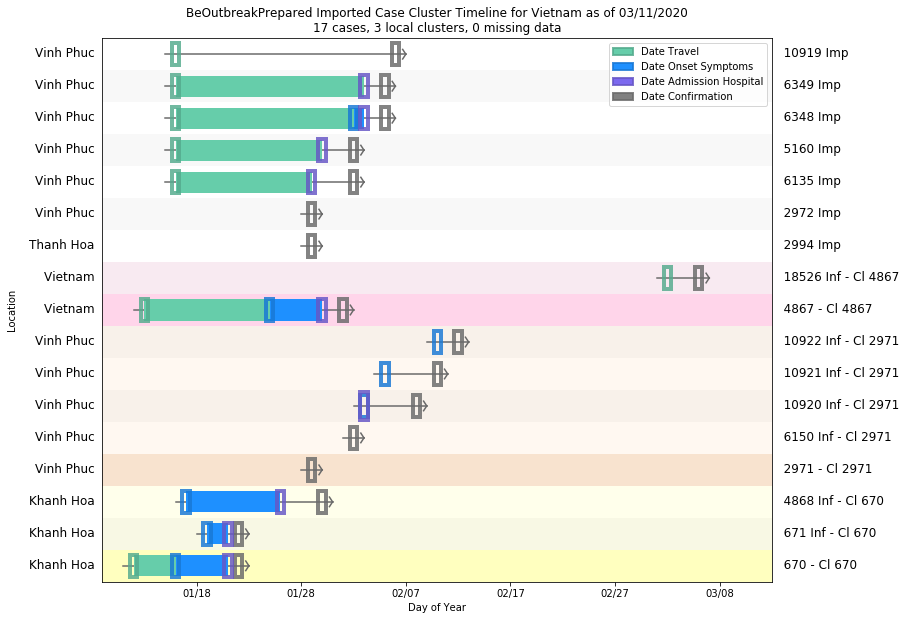 BeOutbreakPrepared Imported Case Cluster Timeline for Vietnam as of 03/11/2020
17 cases, 3 local clusters, 0 missing data
Vinh Phuc 10919 Imp
Vinh Phuc 6349 Imp
Vinh Phuc 6348 Imp
Vinh Phuc 5160 Imp
Vinh Phuc 6135 Imp
Vinh Phuc 2972 Imp
Thanh Hoa 2994 Imp
Vietnam 18526 Inf - Cl 4867
Vietnam 4867 - Cl 4867
Vinh Phuc 10922 Inf - Cl 2971
Vinh Phuc 10921 Inf - Cl 2971
Vinh Phuc 10920 Inf - Cl 2971
Vinh Phuc 6150 Inf - Cl 2971
Vinh Phuc 2971 - Cl 2971
Khanh Hoa 4868 Inf - Cl 670
Khanh Hoa 671 Inf - Cl 670
Khanh Hoa 670 - Cl 670
Date Travel
Date Onset Symptoms
Date Admission Hospital
Date Confirmation
Location
01/18 01/28 02/07 02/17 02/27 03/08
Day of Year